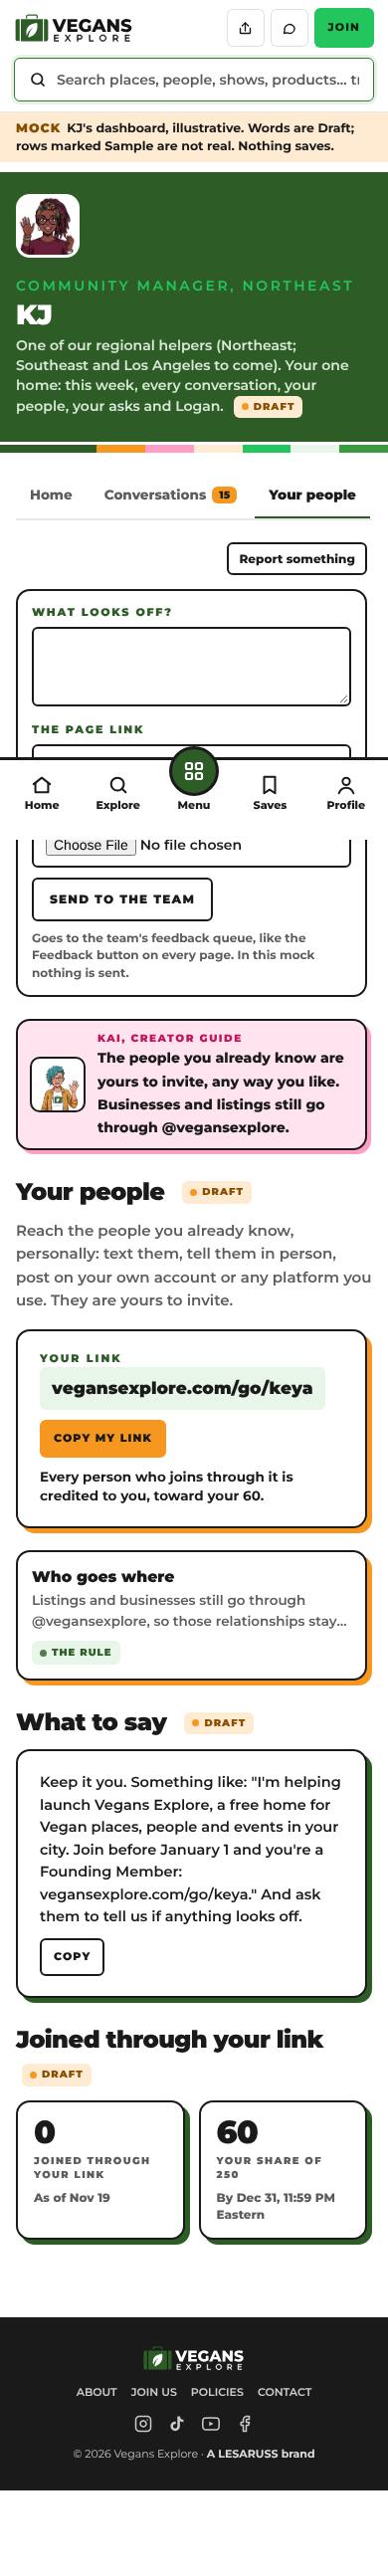 VEGANS
EXPLORE
JOIN
Search places, people, shows, products... tr
MOCK KJ's dashboard, illustrative. Words are Draft;
rows marked Sample are not real. Nothing saves.
COMMUNITY MANAGER, NORTHEAST
KJ
One of our regional helpers (Northeast;
Southeast and Los Angeles to come). Your one
home: this week, every conversation, your
people, your asks and Logan. DRAFT
Home Conversations 15 Your people
Report something
WHAT LOOKS OFF?
THE PAGE LINK
Home Explore Menu Saves Profile
Choose File No file chosen
SEND TO THE TEAM
Goes to the team's feedback queue, like the
Feedback button on every page. In this mock
nothing is sent.
KAI, CREATOR GUIDE
The people you already know are
yours to invite, any way you like.
Businesses and listings still go
through @vegansexplore.
Your people DRAFT
Reach the people you already know,
personally: text them, tell them in person,
post on your own account or any platform you
use. They are yours to invite.
YOUR LINK
vegansexplore.com/go/keya
COPY MY LINK
Every person who joins through it is
credited to you, toward your 60.
Who goes where
Listings and businesses still go through
@vegansexplore, so those relationships stay...
THE RULE
What to say DRAFT
Keep it you. Something like: "I'm helping
launch Vegans Explore, a free home for
Vegan places, people and events in your
city. Join before January 1 and you're a
Founding Member:
vegansexplore.com/go/keya." And ask
them to tell us if anything looks off.
COPY
Joined through your link
DRAFT
0
JOINED THROUGH
YOUR LINK
As of Nov 19
60
YOUR SHARE OF
250
By Dec 31, 11:59 PM
Eastern
VEGANS
EXPLORE
ABOUT JOIN US POLICIES CONTACT
© 2026 Vegans Explore · A LESARUSS brand